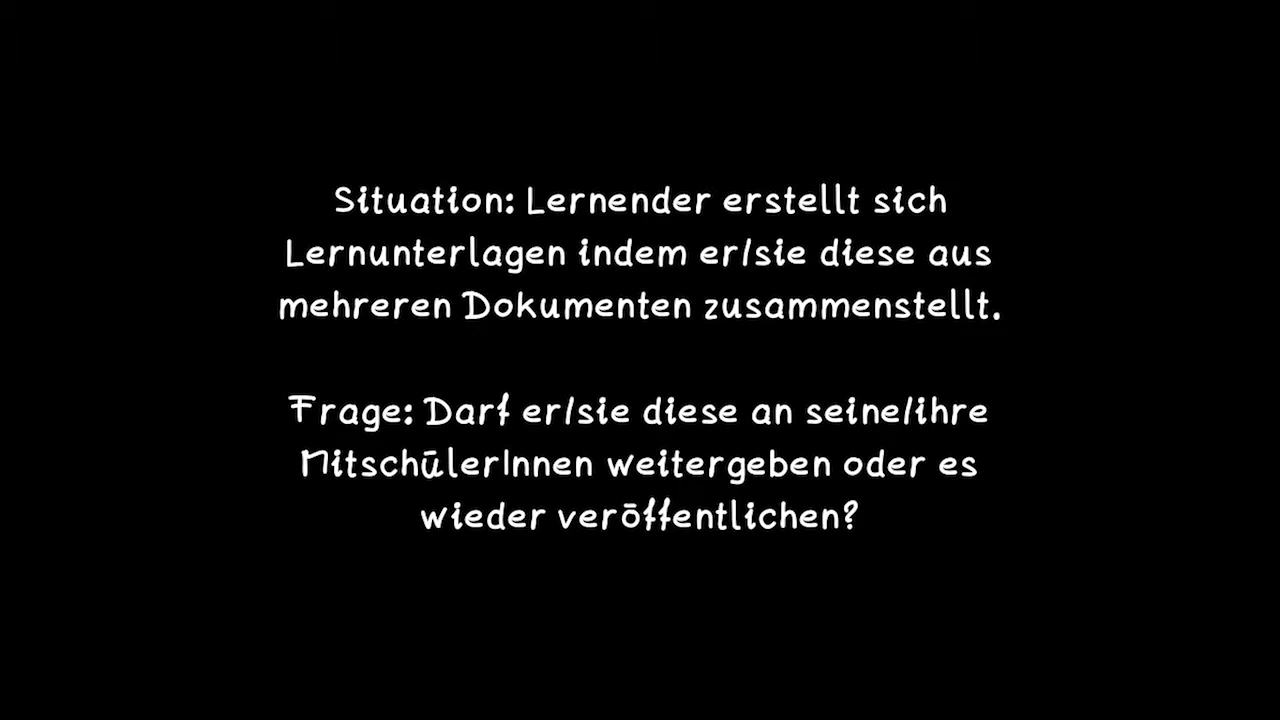 Situation: Lernender erstellt sich
Lernunterlagen indem er/sie diese aus
mehreren Dokumenten zusammenstellt.
Frage: Darf er/sie diese an seine/ihre
MitschülerInnen weitergeben oder es
wieder veröffentlichen?